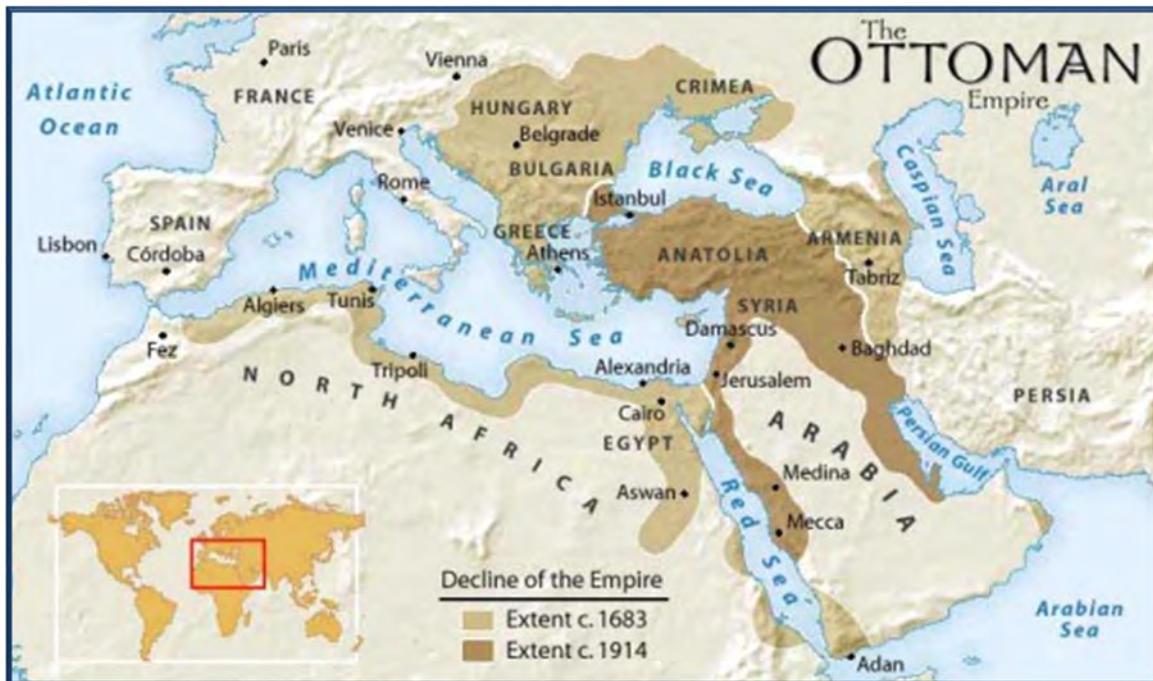 The
OTTOMAN
Empire
Paris
FRANCE
Vienna
Atlantic
Ocean
HUNGARY
CRIMEA
Venice
Belgrade
BULGARIA
Black Sea
Caspian Sea
Aral
Sea
Rome
Istanbul
SPAIN
GREECE
ANATOLIA
ARMENIA
Lisbon
Córdoba
Athens
Tabriz
Mediterranean Sea
Algiers
Tunis
SYRIA
Damascus
Fez
Tripoli
Alexandria
Baghdad
Jerusalem
NORTH AFRICA
Cairo
PERSIA
EGYPT
ARABIA
Persian Gulf
Aswan
Medina
Red Sea
Mecca
Decline of the Empire
Extent c. 1683
Extent c. 1914
Arabian
Sea
Adan